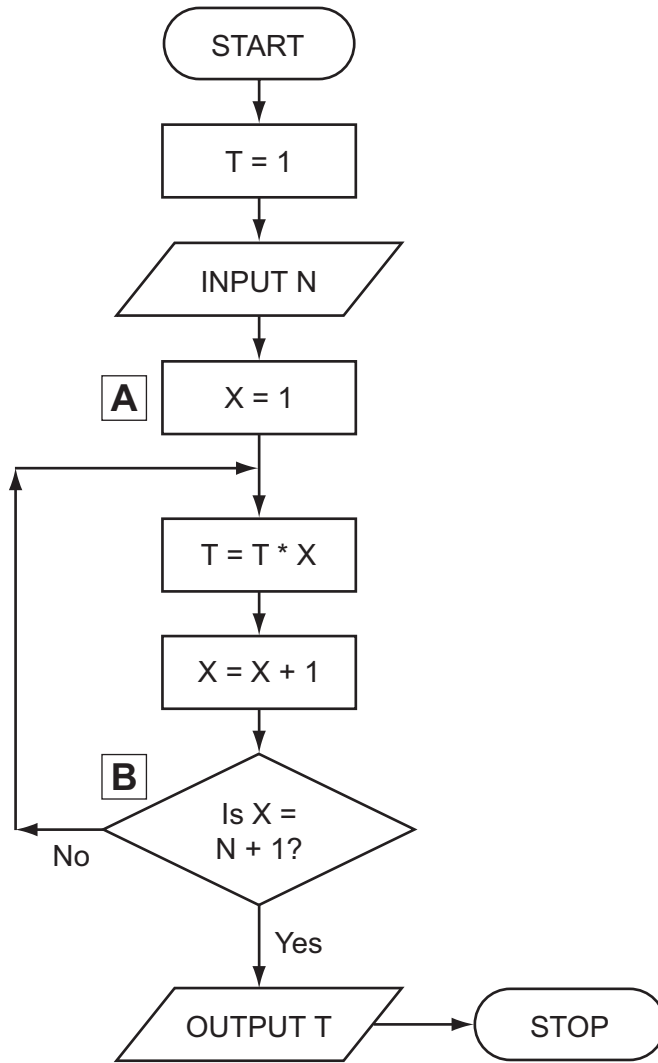 START
T = 1
INPUT N
A
X = 1
T = T * X
X = X + 1
B
Is X =
N + 1?
No
Yes
OUTPUT T
STOP